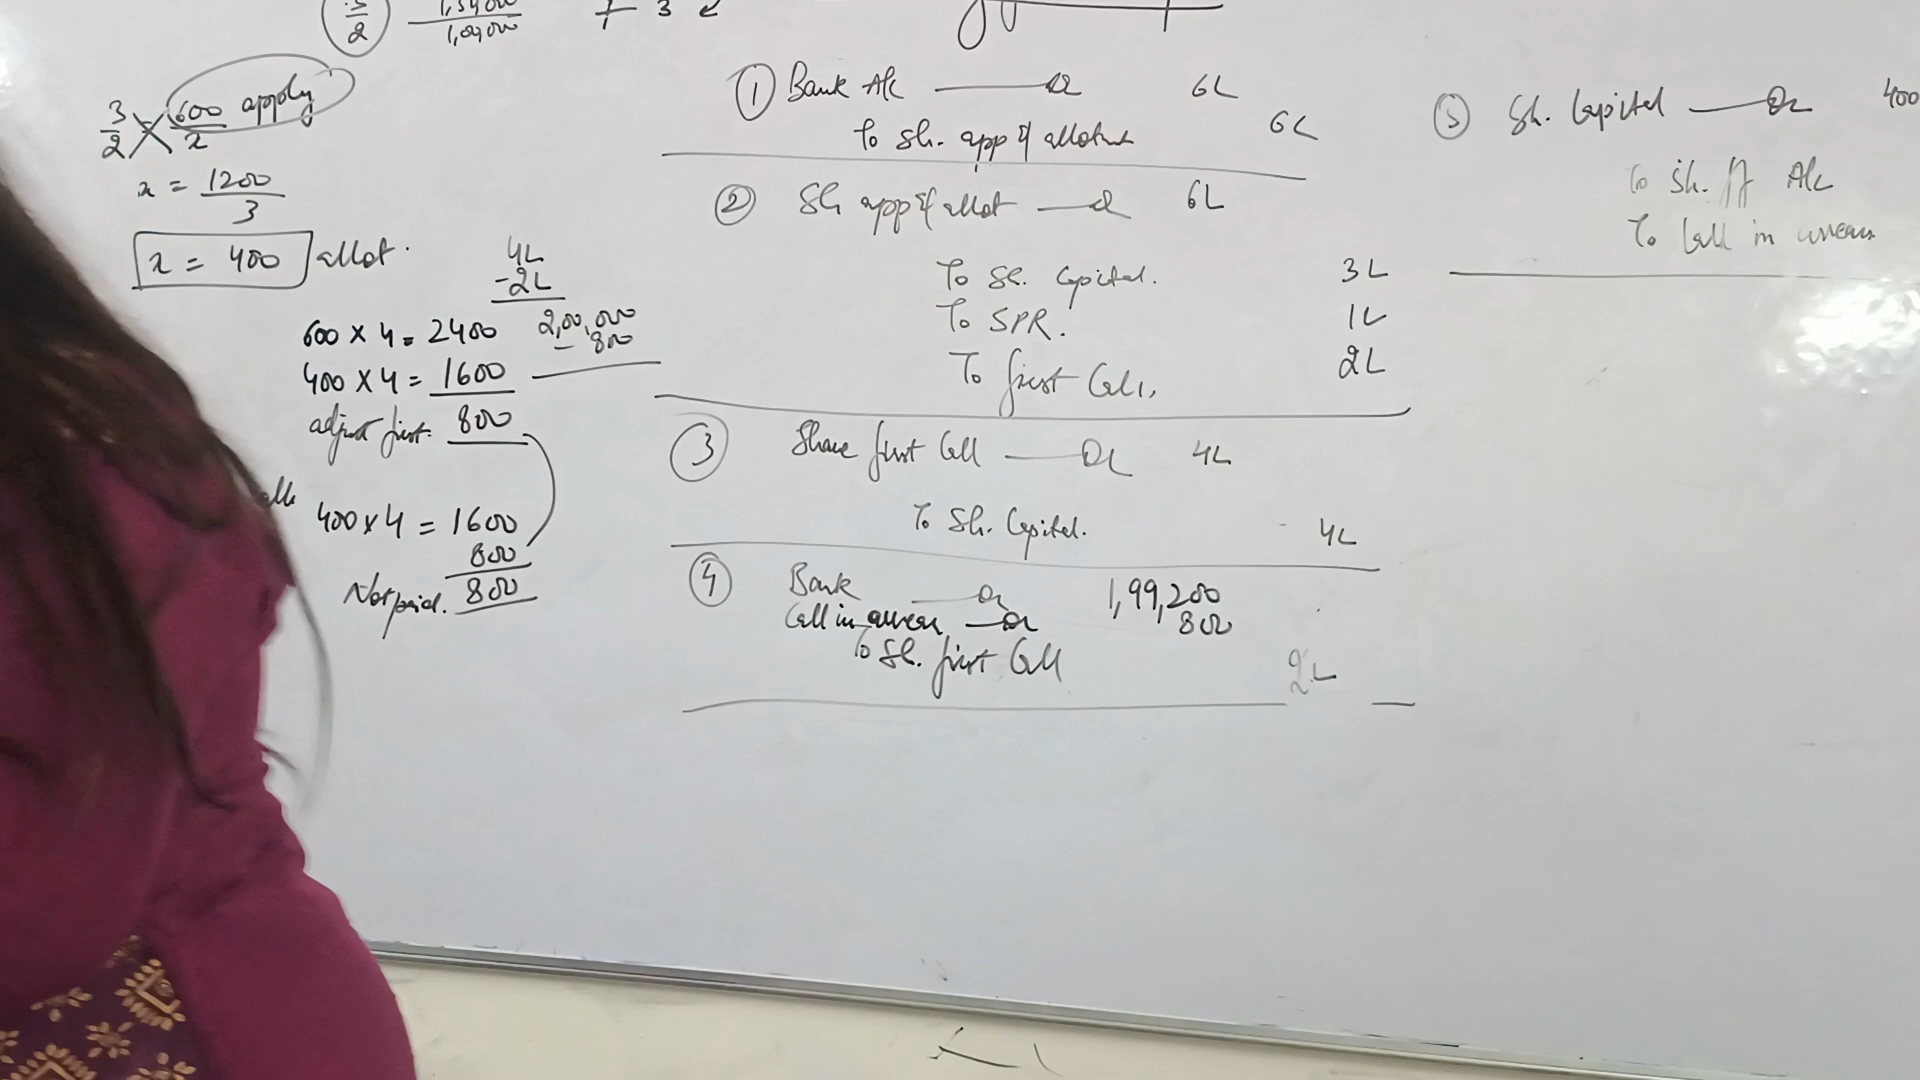 3/2 1,50,000/1,00,000
3/2 × 600 apply/x
x = 1200/3
x = 400 allot.
4L
-2L
2,00,000
- 800
600 × 4 = 2400
400 × 4 = 1600
adjust first. 800
400 × 4 = 1600
800
Not paid. 800
① Bank A/c — Dr 6L
To Sh. app & allotment 6L
② Sh app & allot — Dr 6L
To Sh. Capital. 3L
To SPR. 1L
To first Call. 2L
③ Share first Call — Dr 4L
To Sh. Capital. 4L
④ Bank — Dr 1,99,200
Call in arrear — Dr 800
To Sh. first Call 2L
⑤ Sh. Capital — Dr 400
To Sh. ff A/c
To Call in arrears